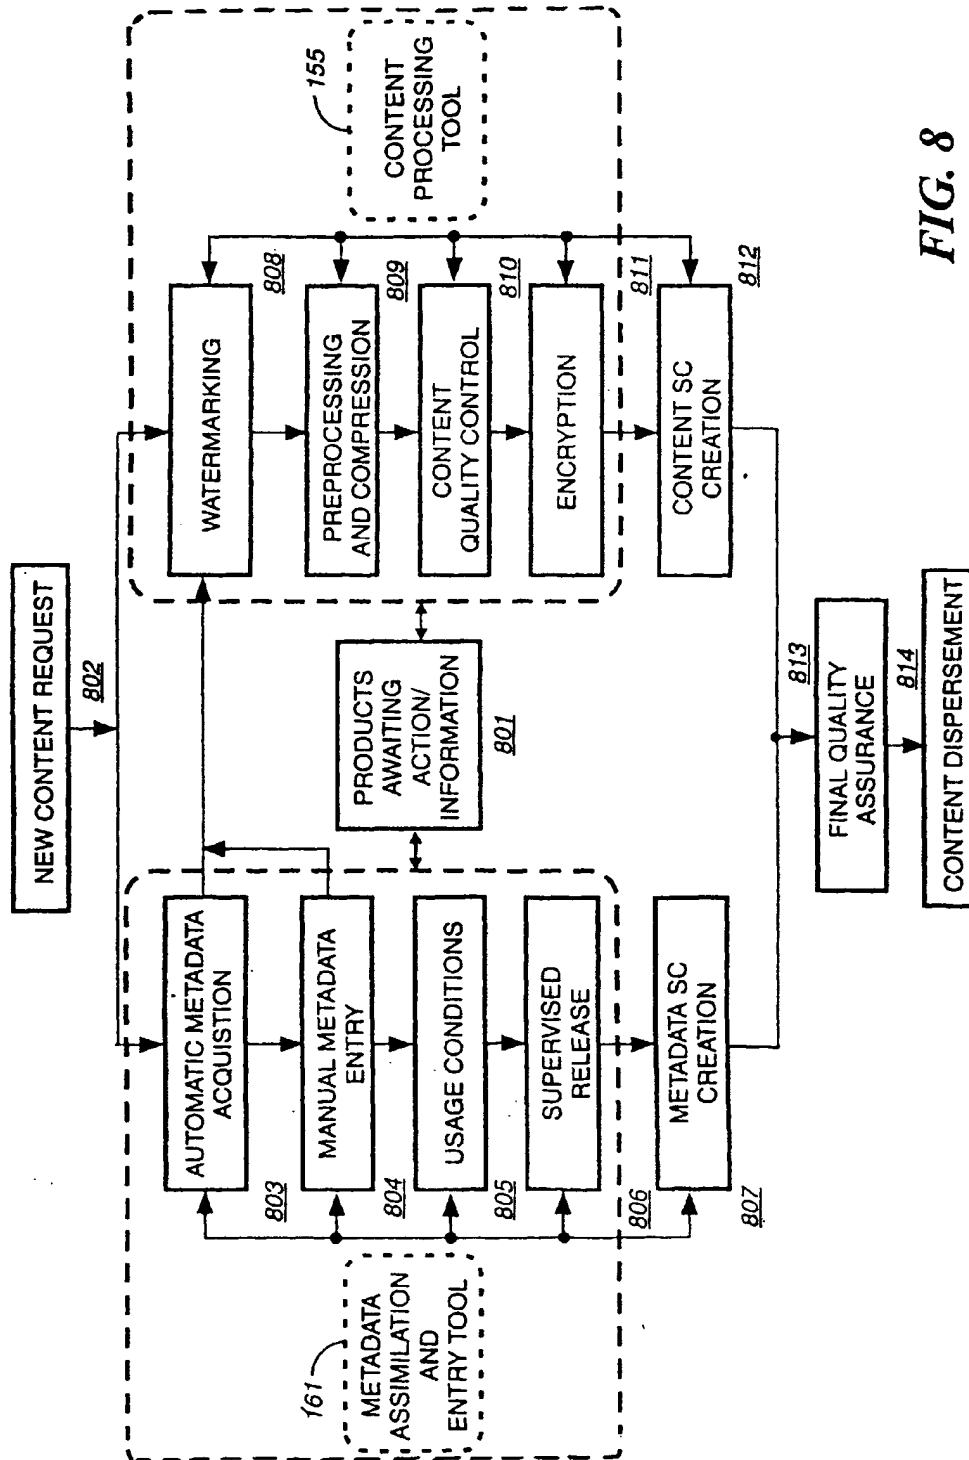 NEW CONTENT REQUEST
802
AUTOMATIC METADATA
ACQUISTION
803
MANUAL METADATA
ENTRY
804
USAGE CONDITIONS
805
SUPERVISED
RELEASE
806
METADATA SC
CREATION
807
161
METADATA
ASSIMILATION
AND
ENTRY TOOL
PRODUCTS
AWAITING
ACTION/
INFORMATION
801
WATERMARKING
808
PREPROCESSING
AND COMPRESSION
809
CONTENT
QUALITY CONTROL
810
ENCRYPTION
811
CONTENT SC
CREATION
812
155
CONTENT
PROCESSING
TOOL
813
FINAL QUALITY
ASSURANCE
814
CONTENT DISPERSEMENT
FIG. 8